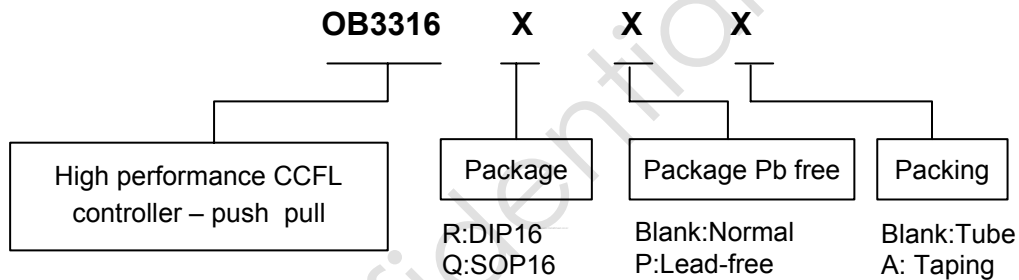 OB3316 X X X
High performance CCFL
controller – push pull
Package
R:DIP16
Q:SOP16
Package Pb free
Blank:Normal
P:Lead-free
Packing
Blank:Tube
A: Taping